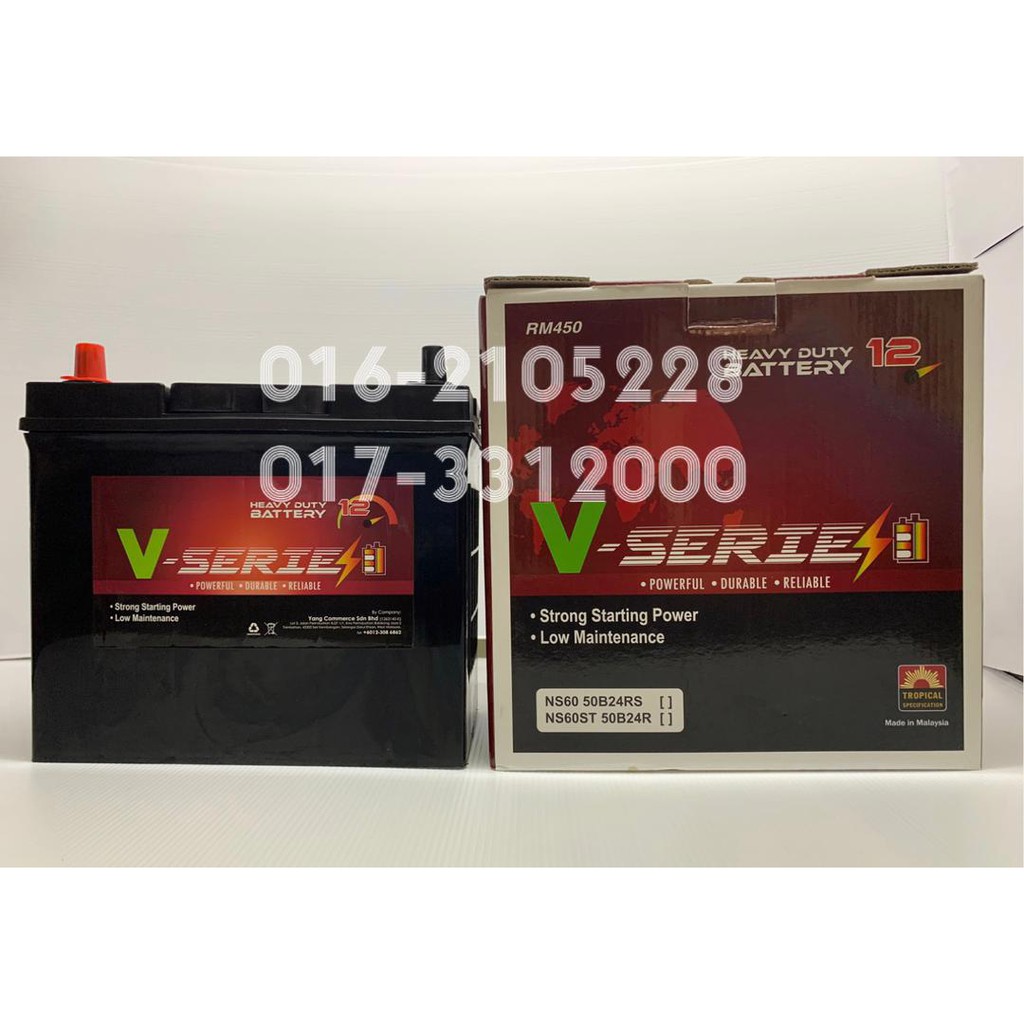 016-2105228
017-3312000
HEAVY DUTY
BATTERY 12
V-SERIES
• POWERFUL • DURABLE • RELIABLE
• Strong Starting Power
• Low Maintenance
By Company:
Yang Commerce Sdn Bhd
RM450
HEAVY DUTY
BATTERY 12
V-SERIES
• POWERFUL • DURABLE • RELIABLE
• Strong Starting Power
• Low Maintenance
NS60 50B24RS [ ]
NS60ST 50B24R [ ]
TROPICAL
SPECIFICATION
Made in Malaysia